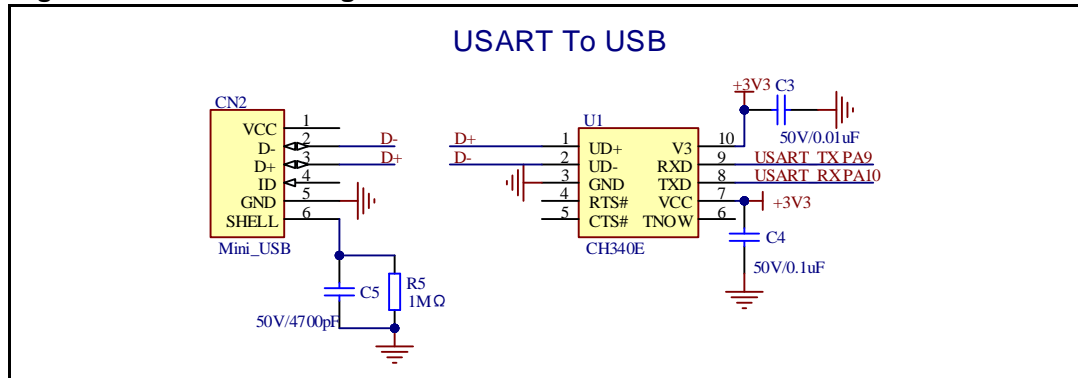 USART To USB
CN2
VCC 1
D- 2 D-
D+ 3 D+
ID 4
GND 5
SHELL 6
Mini_USB
C5
50V/4700pF
R5
1MΩ
U1
D+ 1 UD+ V3 10
D- 2 UD- RXD 9 USART_TX PA9
3 GND TXD 8 USART_RX PA10
4 RTS# VCC 7 +3V3
5 CTS# TNOW 6
CH340E
+3V3 C3
50V/0.01uF
C4
50V/0.1uF